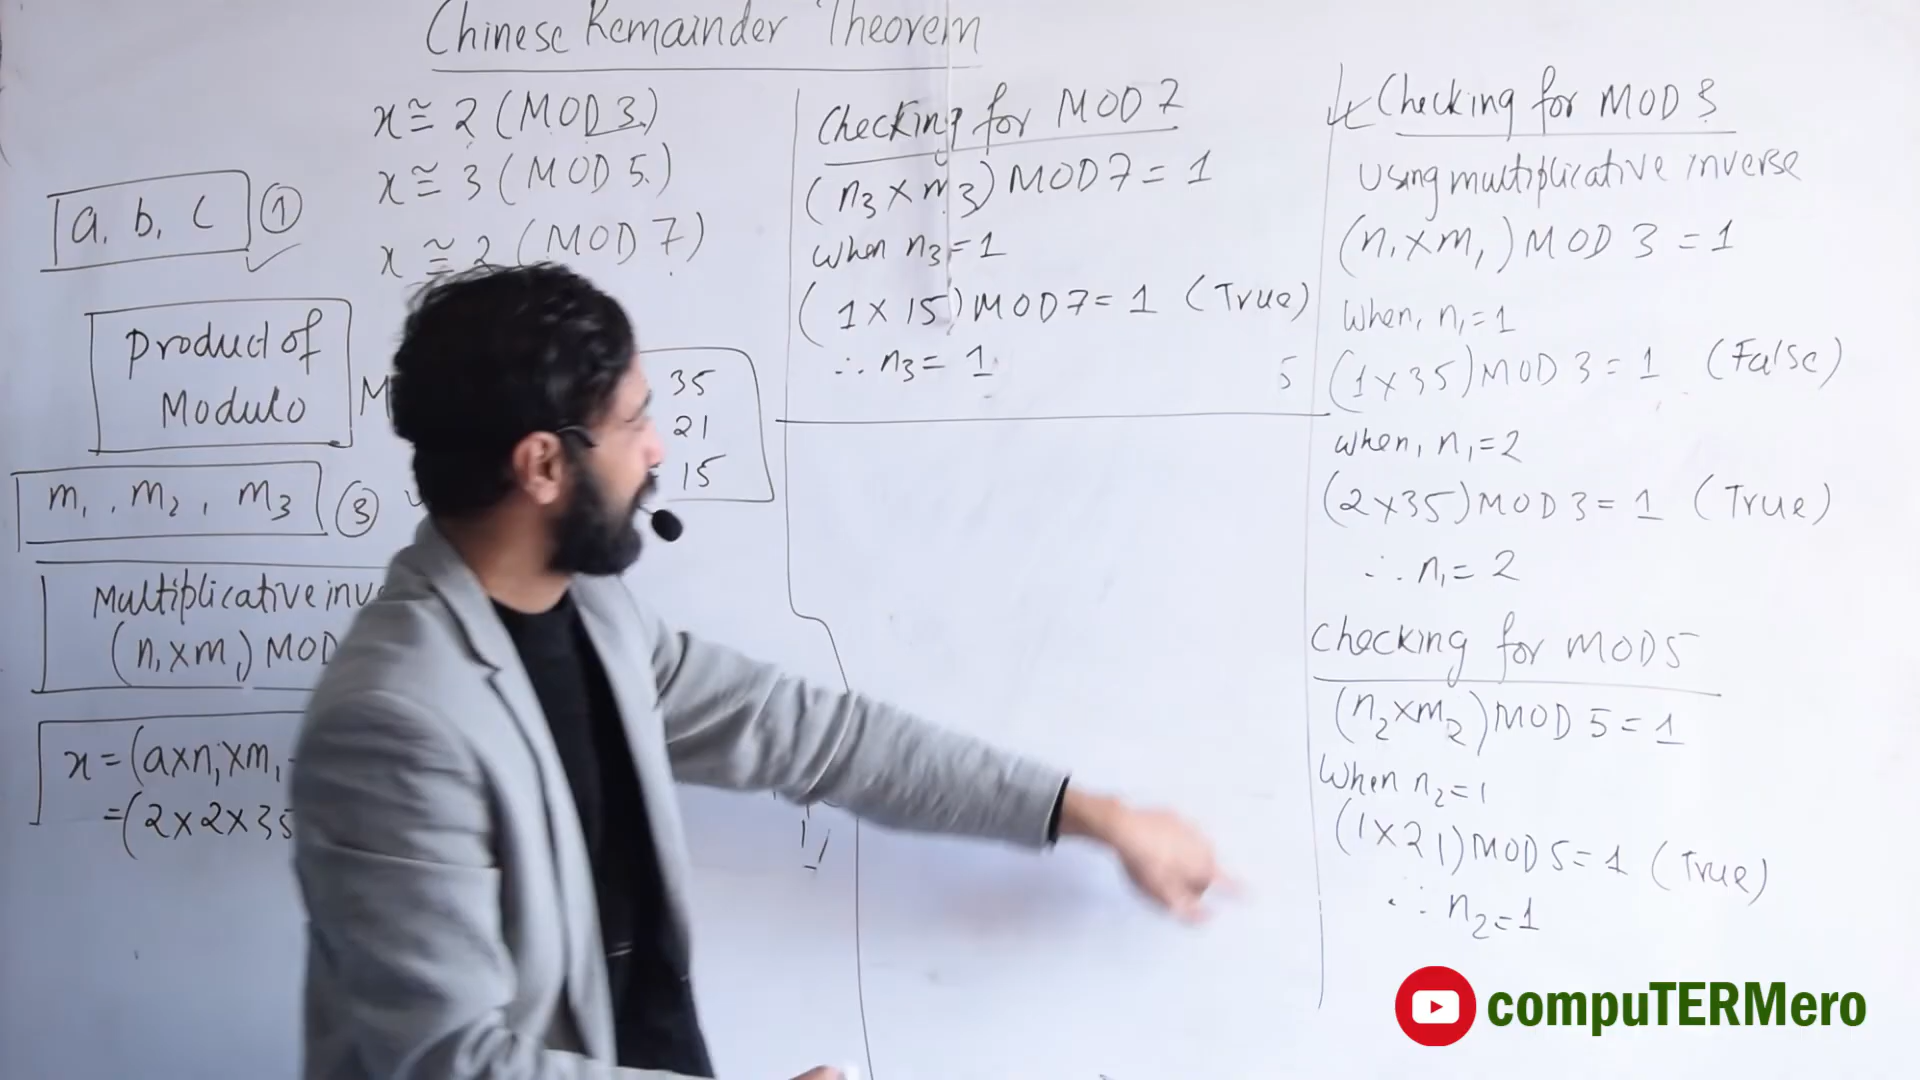 Chinese Remainder Theorem
x ≅ 2 (MOD 3.)
x ≅ 3 (MOD 5.)
x ≅ 2 (MOD 7)
a, b, c ①
Product of
Modulo
M
35
21
15
m₁, m₂, m₃ ③
Multiplicative inve
(n₁ x m₁) MOD
x = (a x n₁ x m₁
= (2 x 2 x 35
Checking for MOD 7
(n₃ x m₃) MOD 7 = 1
when n₃ = 1
(1 x 15) MOD 7 = 1 (True)
∴ n₃ = 1
5
Checking for MOD 3
Using multiplicative inverse
(n₁ x m₁) MOD 3 = 1
When, n₁ = 1
(1 x 35) MOD 3 = 1 (False)
when, n₁ = 2
(2 x 35) MOD 3 = 1 (True)
∴ n₁ = 2
Checking for MOD 5
(n₂ x m₂) MOD 5 = 1
When n₂ = 1
(1 x 21) MOD 5 = 1 (True)
∴ n₂ = 1
compuTERMero